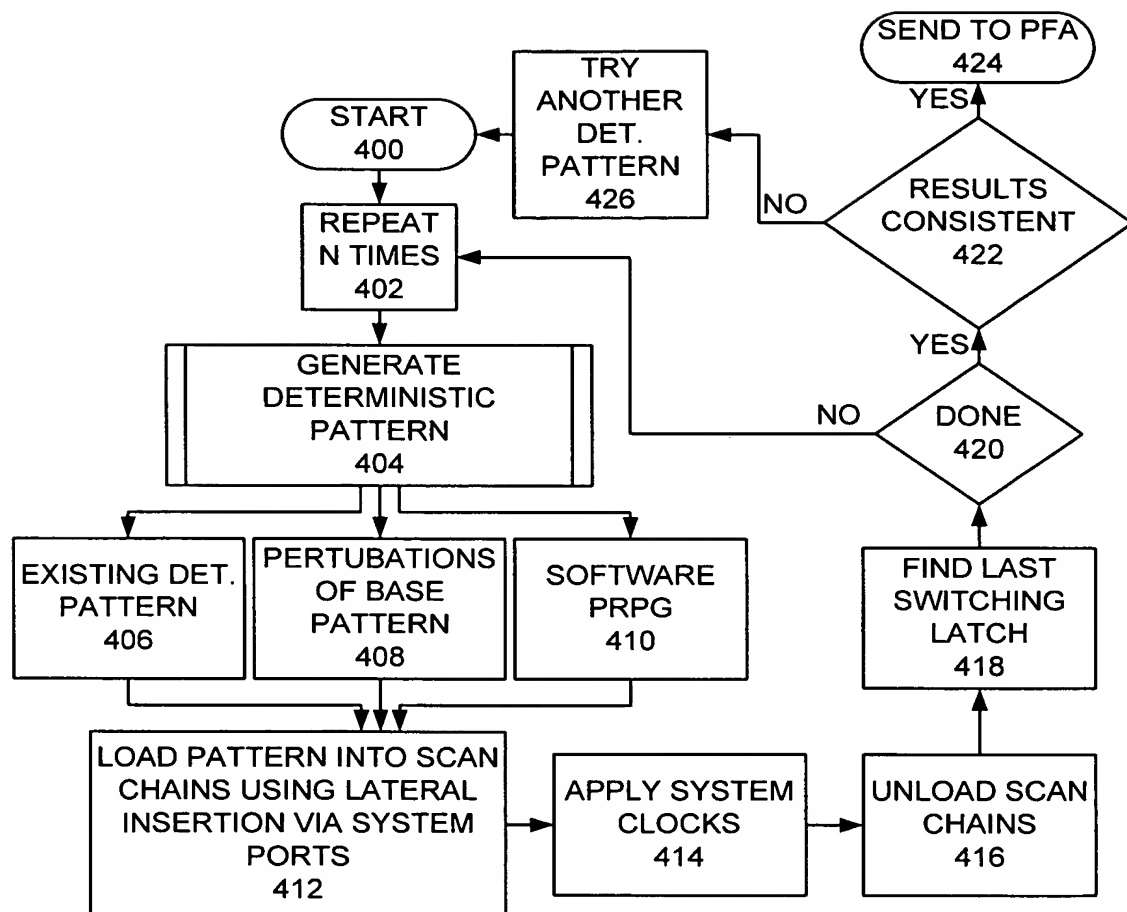 START
400
REPEAT
N TIMES
402
GENERATE
DETERMINISTIC
PATTERN
404
EXISTING DET.
PATTERN
406
PERTUBATIONS
OF BASE
PATTERN
408
SOFTWARE
PRPG
410
LOAD PATTERN INTO SCAN
CHAINS USING LATERAL
INSERTION VIA SYSTEM
PORTS
412
APPLY SYSTEM
CLOCKS
414
UNLOAD SCAN
CHAINS
416
FIND LAST
SWITCHING
LATCH
418
DONE
420
NO
YES
RESULTS
CONSISTENT
422
NO
YES
TRY
ANOTHER
DET.
PATTERN
426
SEND TO PFA
424